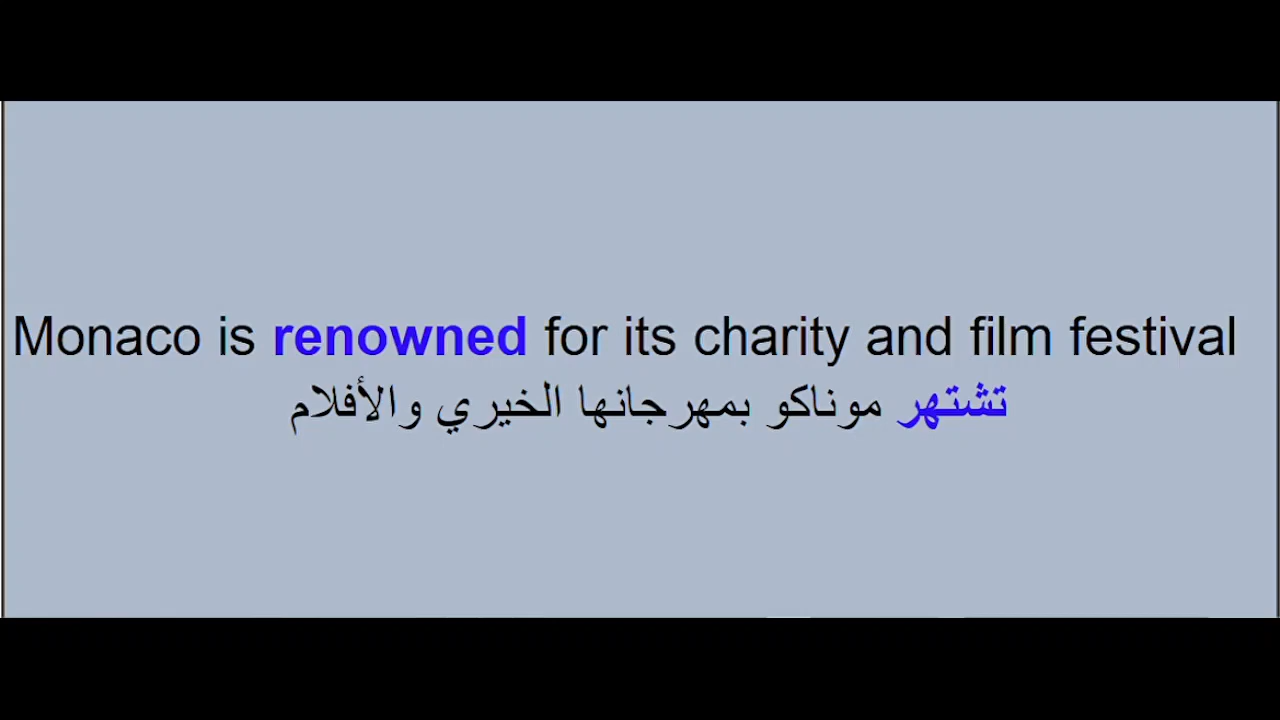 Monaco is renowned for its charity and film festival
تشتهر موناكو بمهرجانها الخيري والأفلام